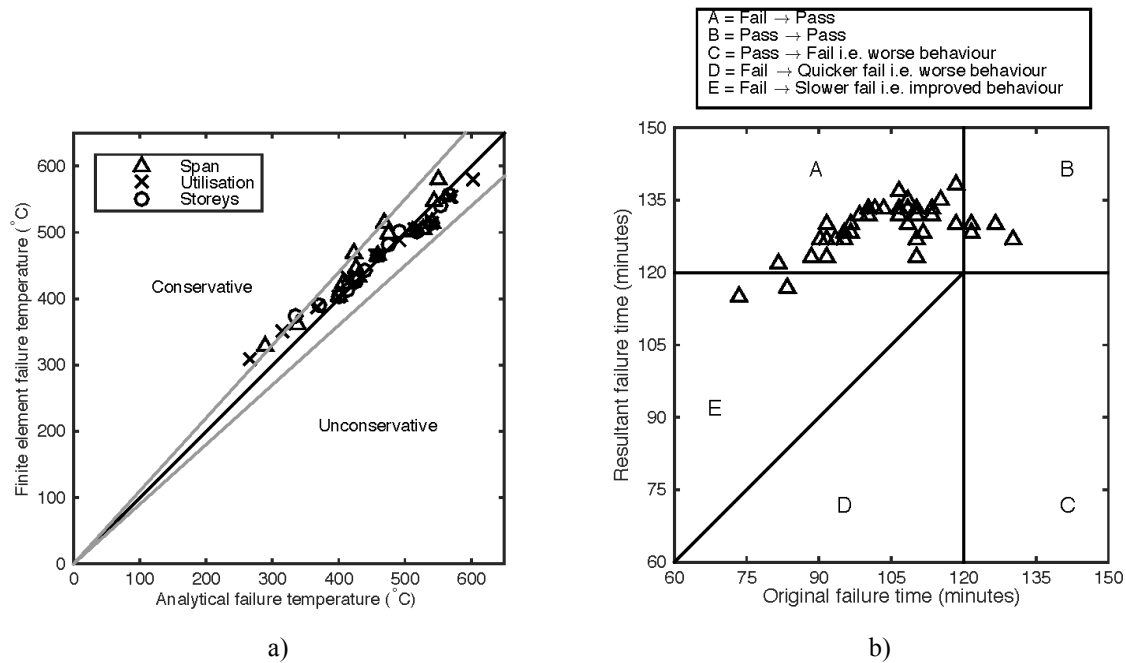 A = Fail → Pass
B = Pass → Pass
C = Pass → Fail i.e. worse behaviour
D = Fail → Quicker fail i.e. worse behaviour
E = Fail → Slower fail i.e. improved behaviour
Finite element failure temperature (°C)
600
500
400
300
200
100
0
Span
Utilisation
Storeys
Conservative
Unconservative
0 100 200 300 400 500 600
Analytical failure temperature (°C)
a)
Resultant failure time (minutes)
150
135
120
105
90
75
60
A
B
E
D
C
60 75 90 105 120 135 150
Original failure time (minutes)
b)